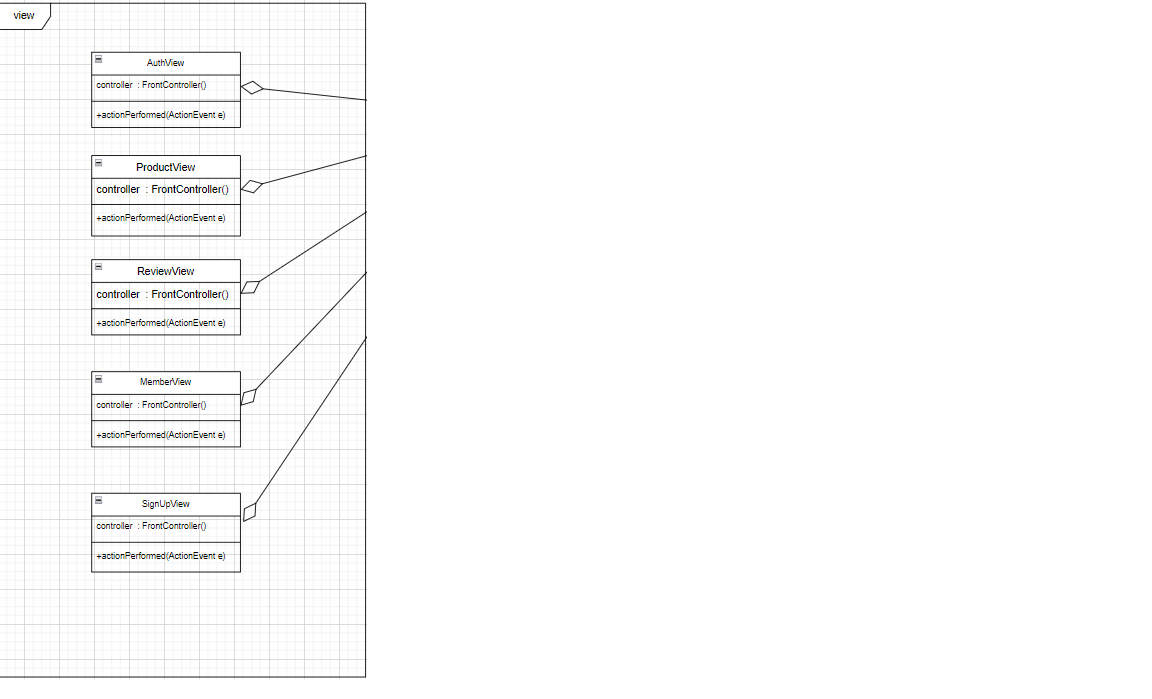 view
AuthView
controller : FrontController()
+actionPerformed(ActionEvent e)
ProductView
controller : FrontController()
+actionPerformed(ActionEvent e)
ReviewView
controller : FrontController()
+actionPerformed(ActionEvent e)
MemberView
controller : FrontController()
+actionPerformed(ActionEvent e)
SignUpView
controller : FrontController()
+actionPerformed(ActionEvent e)